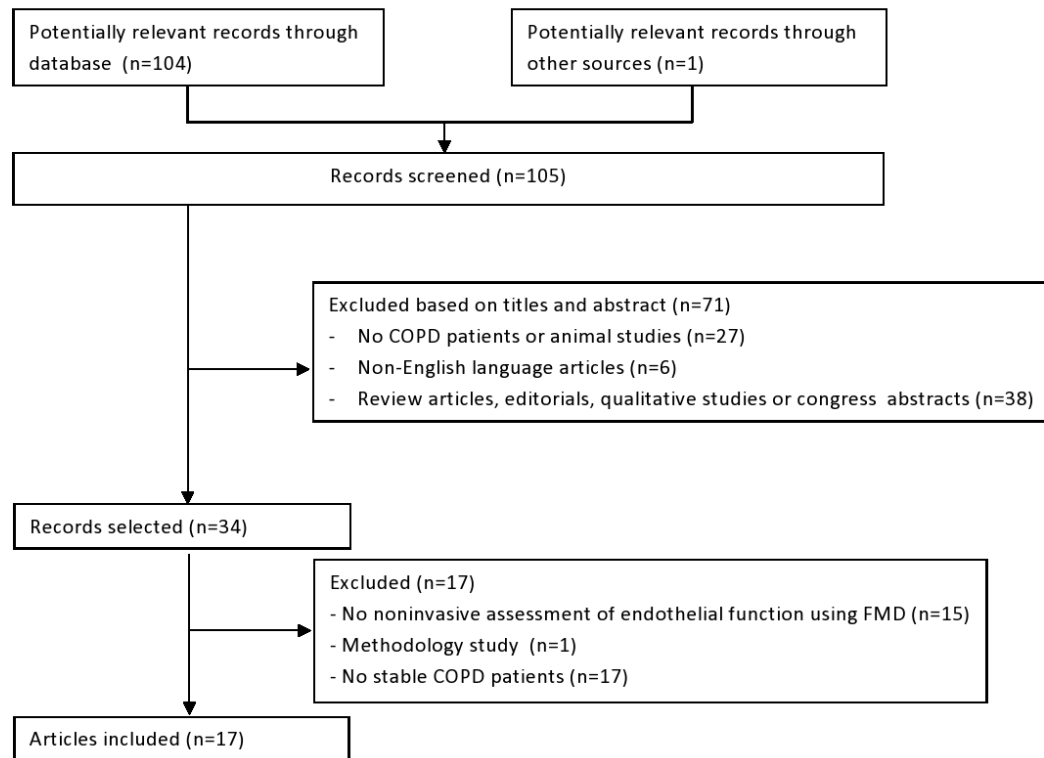 Potentially relevant records through
database (n=104)
Potentially relevant records through
other sources (n=1)
Records screened (n=105)
Excluded based on titles and abstract (n=71)
- No COPD patients or animal studies (n=27)
- Non-English language articles (n=6)
- Review articles, editorials, qualitative studies or congress abstracts (n=38)
Records selected (n=34)
Excluded (n=17)
- No noninvasive assessment of endothelial function using FMD (n=15)
- Methodology study (n=1)
- No stable COPD patients (n=17)
Articles included (n=17)